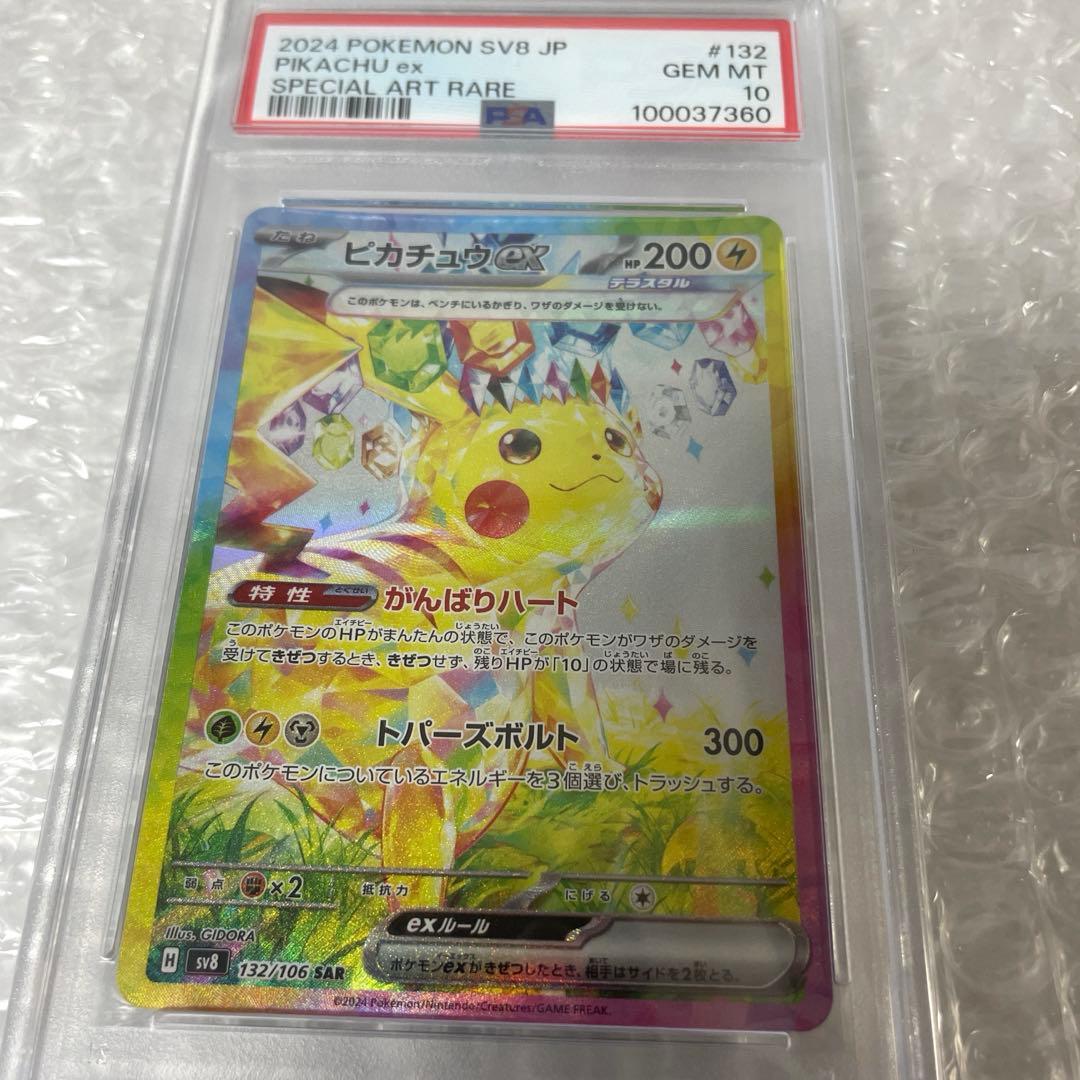 2024 POKEMON SV8 JP #132
PIKACHU ex GEM MT
SPECIAL ART RARE 10
PSA 100037360
たね ピカチュウex HP 200
テラスタル
このポケモンは、ベンチにいるかぎり、ワザのダメージを受けない。
特性 とくせい がんばりハート
このポケモンのHPがまんたんの状態で、このポケモンがワザのダメージを
受けてきぜつするとき、きぜつせず、残りHPが「10」の状態で場に残る。
トパーズボルト 300
このポケモンについているエネルギーを3個選び、トラッシュする。
弱点 ×2 抵抗力 にげる
exルール
ポケモンexがきぜつしたとき、相手はサイドを2枚とる。
Illus. GIDORA
H SV8 132/106 SAR
©2024 Pokémon/Nintendo/Creatures/GAME FREAK.